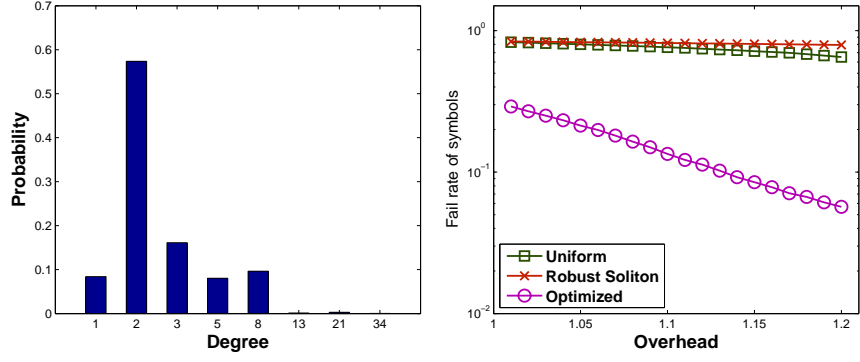 0.7
0.6
0.5
0.4
0.3
0.2
0.1
0
Probability
1 2 3 5 8 13 21 34
Degree
10^0
10^-1
10^-2
Fail rate of symbols
Uniform
Robust Soliton
Optimized
1 1.05 1.1 1.15 1.2
Overhead